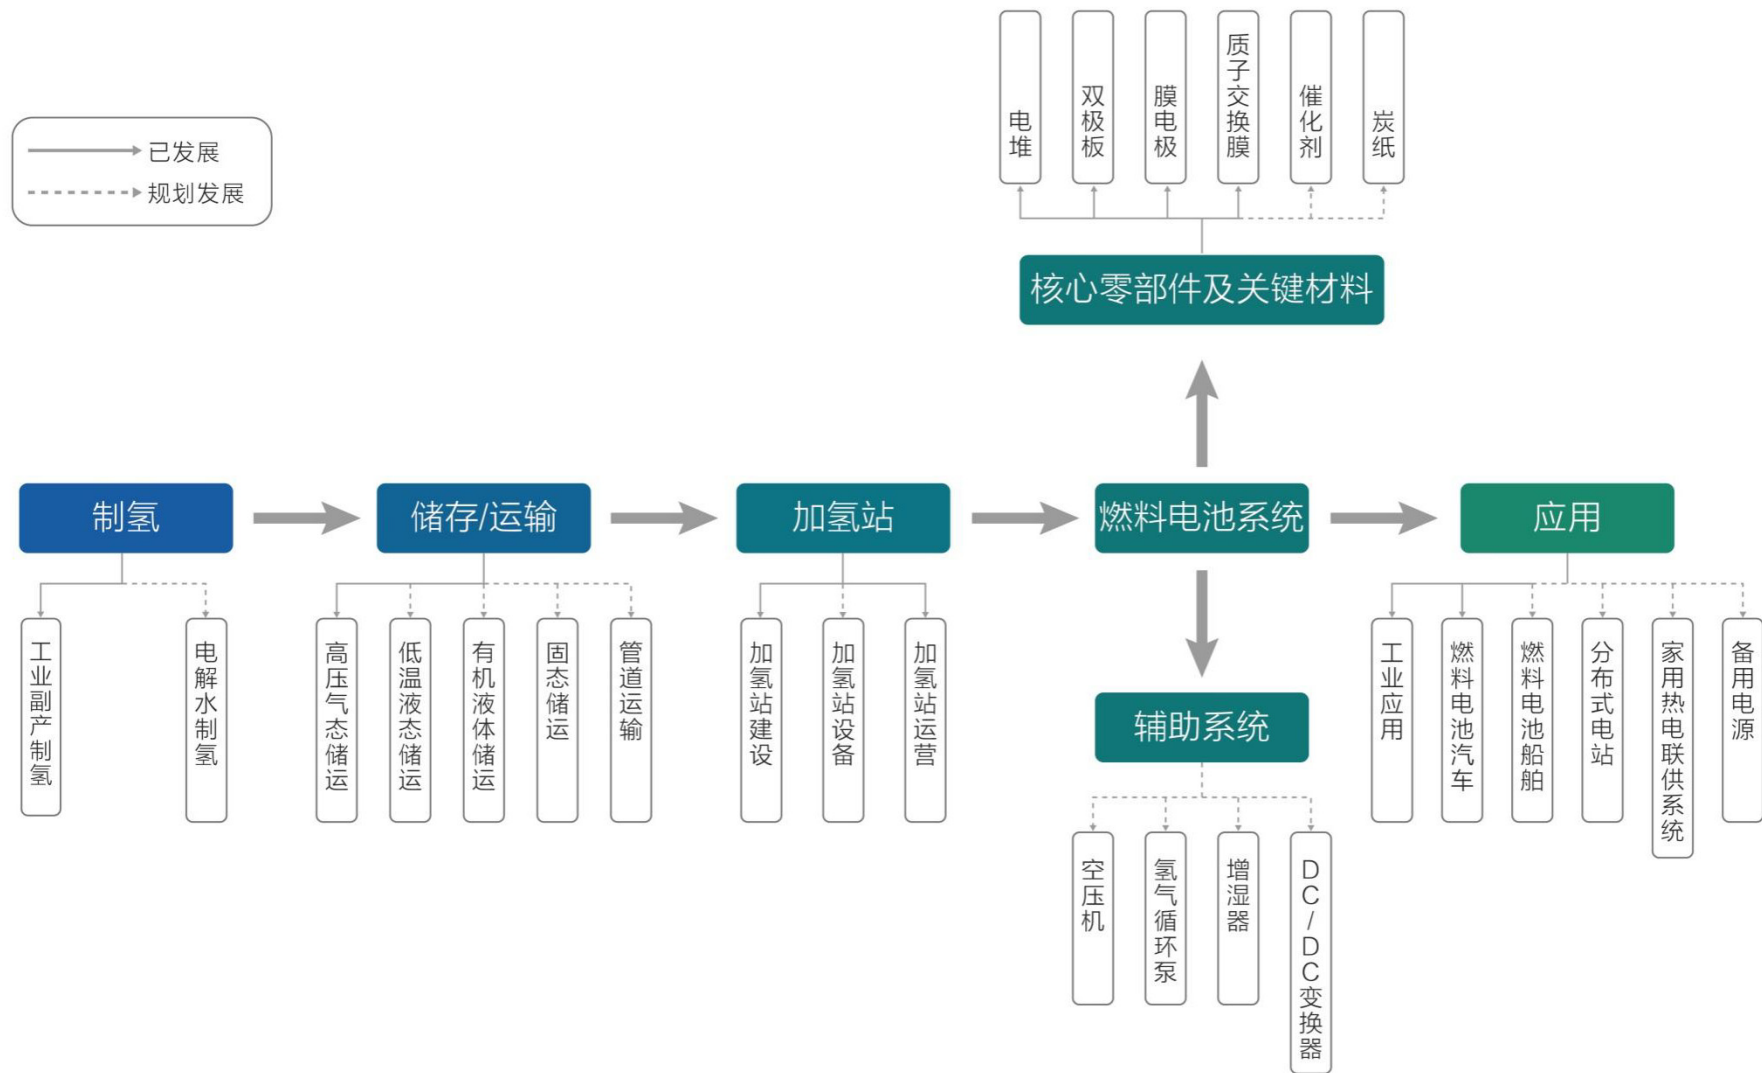 已发展
规划发展
电堆
双极板
膜电极
质子交换膜
催化剂
炭纸
核心零部件及关键材料
制氢
储存/运输
加氢站
燃料电池系统
应用
工业副产制氢
电解水制氢
高压气态储运
低温液态储运
有机液体储运
固态储运
管道运输
加氢站建设
加氢站设备
加氢站运营
辅助系统
工业应用
燃料电池汽车
燃料电池船舶
分布式电站
家用热电联供系统
备用电源
空压机
氢气循环泵
增湿器
DC/DC变换器